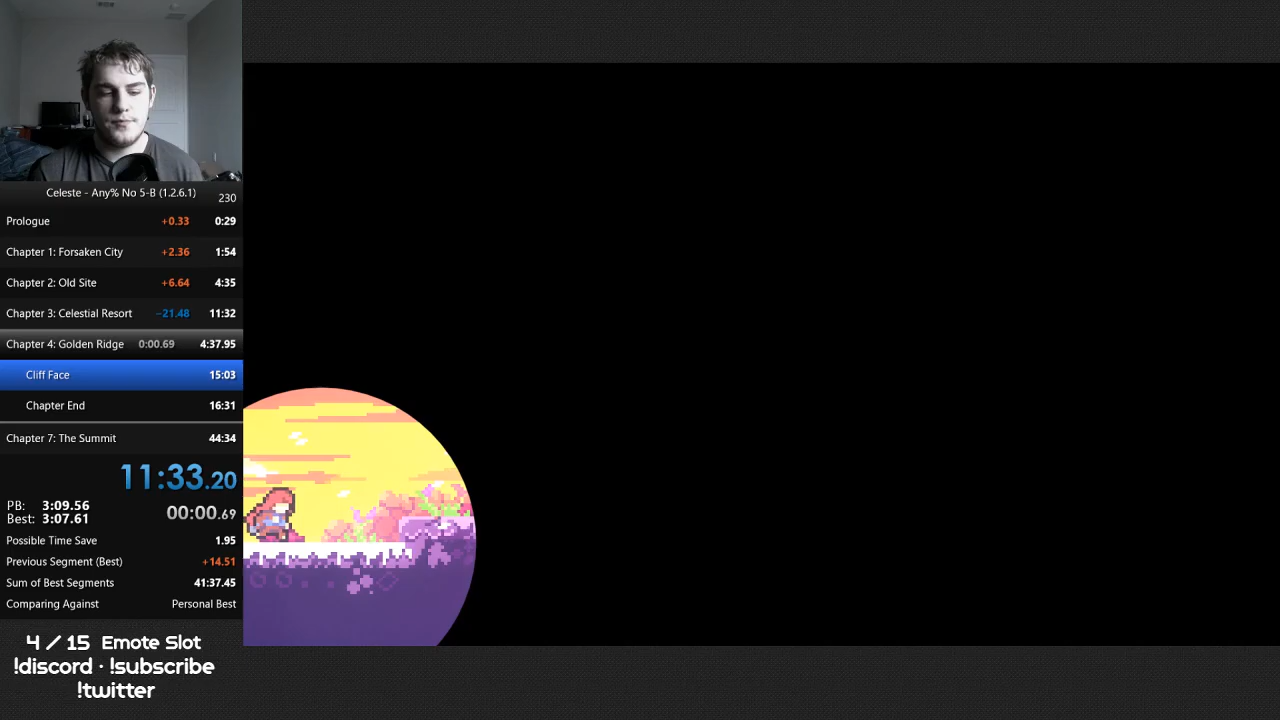 Celeste - Any% No 5-B (1.2.6.1) 230
Prologue +0.33 0:29
Chapter 1: Forsaken City +2.36 1:54
Chapter 2: Old Site +6.64 4:35
Chapter 3: Celestial Resort −21.48 11:32
Chapter 4: Golden Ridge 0:00.69 4:37.95
Cliff Face 15:03
Chapter End 16:31
Chapter 7: The Summit 44:34
11:33.20
PB: 3:09.56
Best: 3:07.61 00:00.69
Possible Time Save 1.95
Previous Segment (Best) +14.51
Sum of Best Segments 41:37.45
Comparing Against Personal Best
4 / 15 Emote Slot
!discord · !subscribe
!twitter